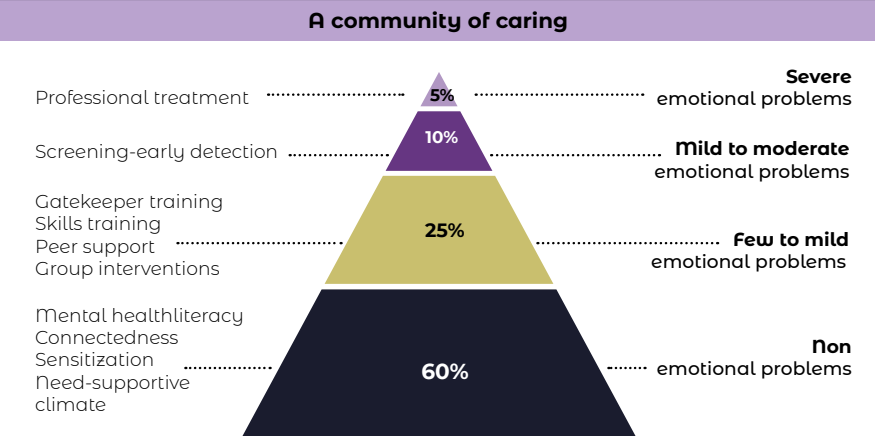 A community of caring
Professional treatment
5%
Severe
emotional problems
Screening-early detection
10%
Mild to moderate
emotional problems
Gatekeeper training
Skills training
Peer support
Group interventions
25%
Few to mild
emotional problems
Mental healthliteracy
Connectedness
Sensitization
Need-supportive
climate
60%
Non
emotional problems